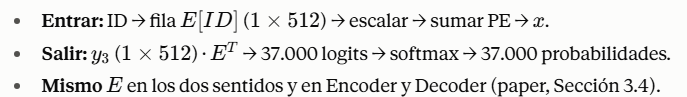 • Entrar: ID → fila E[ID] (1 × 512) → escalar → sumar PE → x.
• Salir: y₃ (1 × 512) · Eᵀ → 37.000 logits → softmax → 37.000 probabilidades.
• Mismo E en los dos sentidos y en Encoder y Decoder (paper, Sección 3.4).